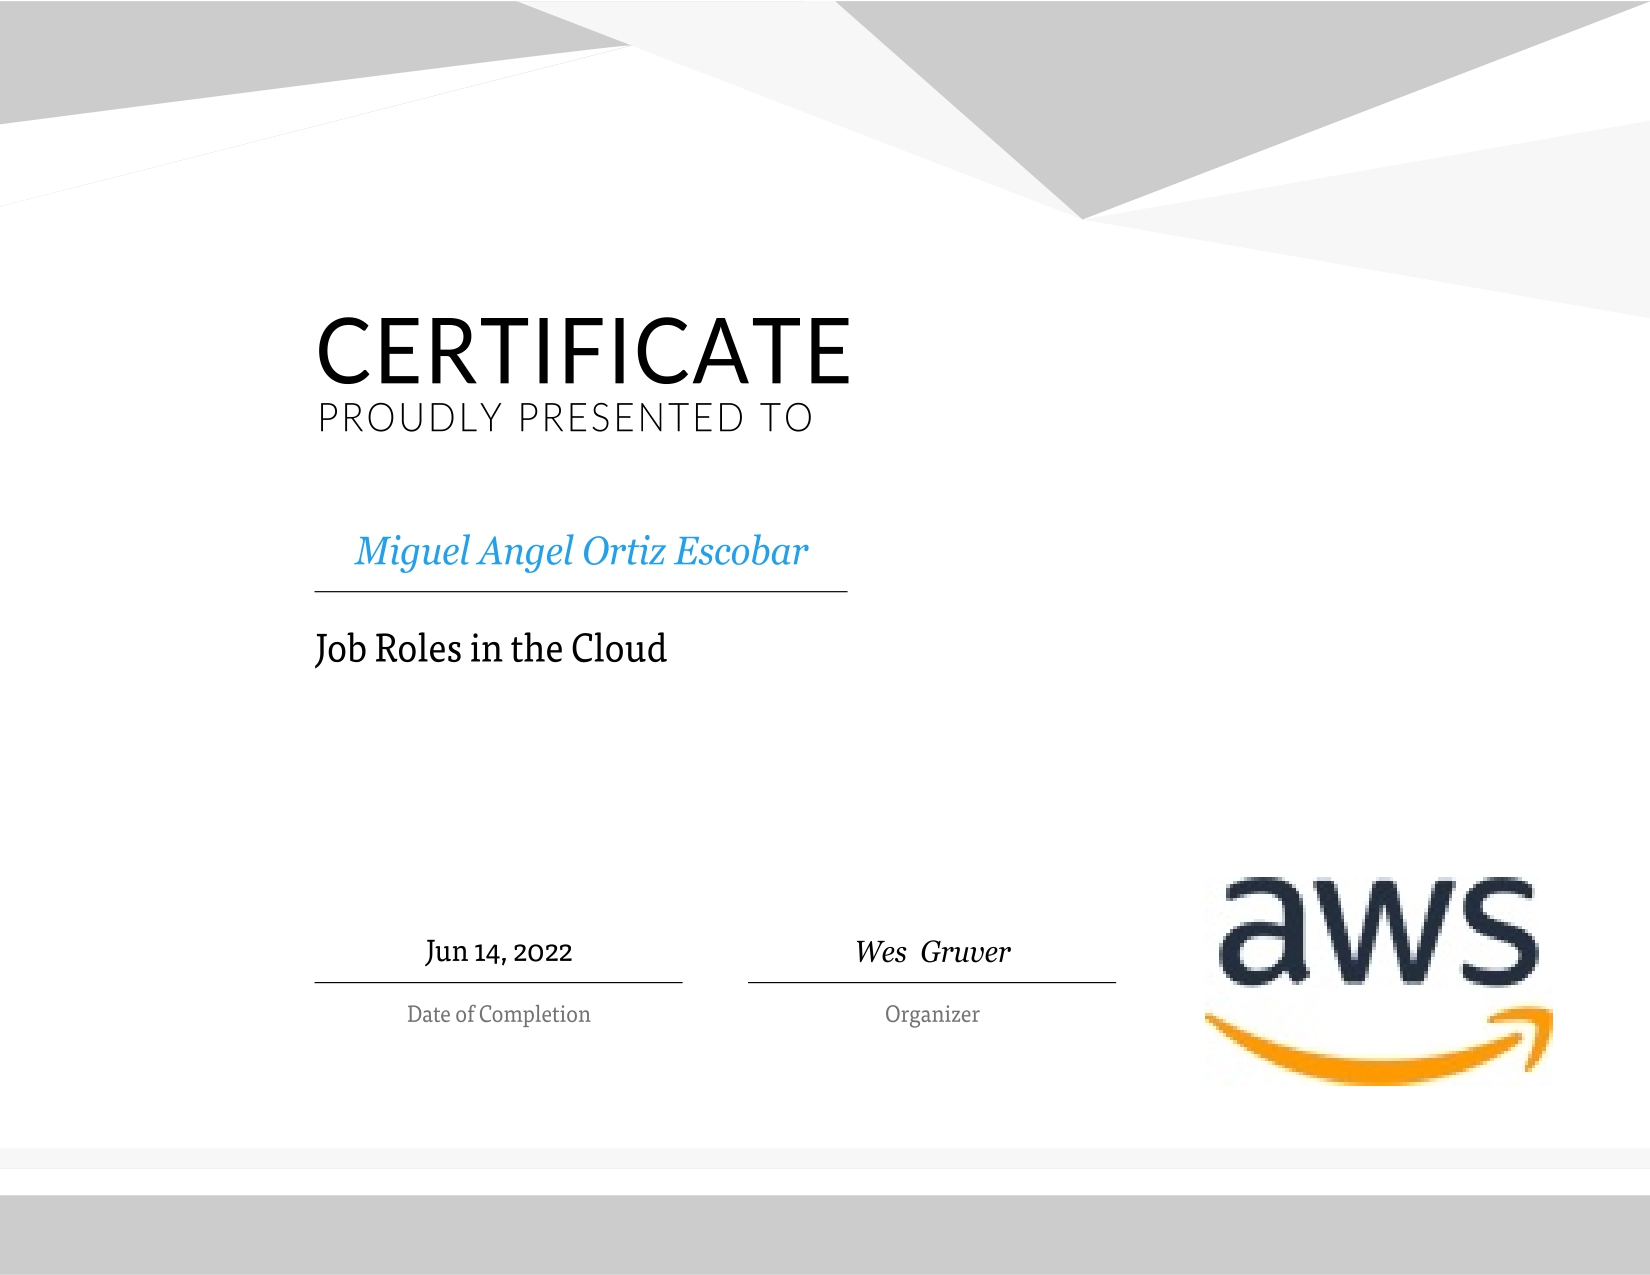 CERTIFICATE
PROUDLY PRESENTED TO
Miguel Angel Ortiz Escobar
Job Roles in the Cloud
Jun 14, 2022
Wes Gruver
Date of Completion
Organizer
aws